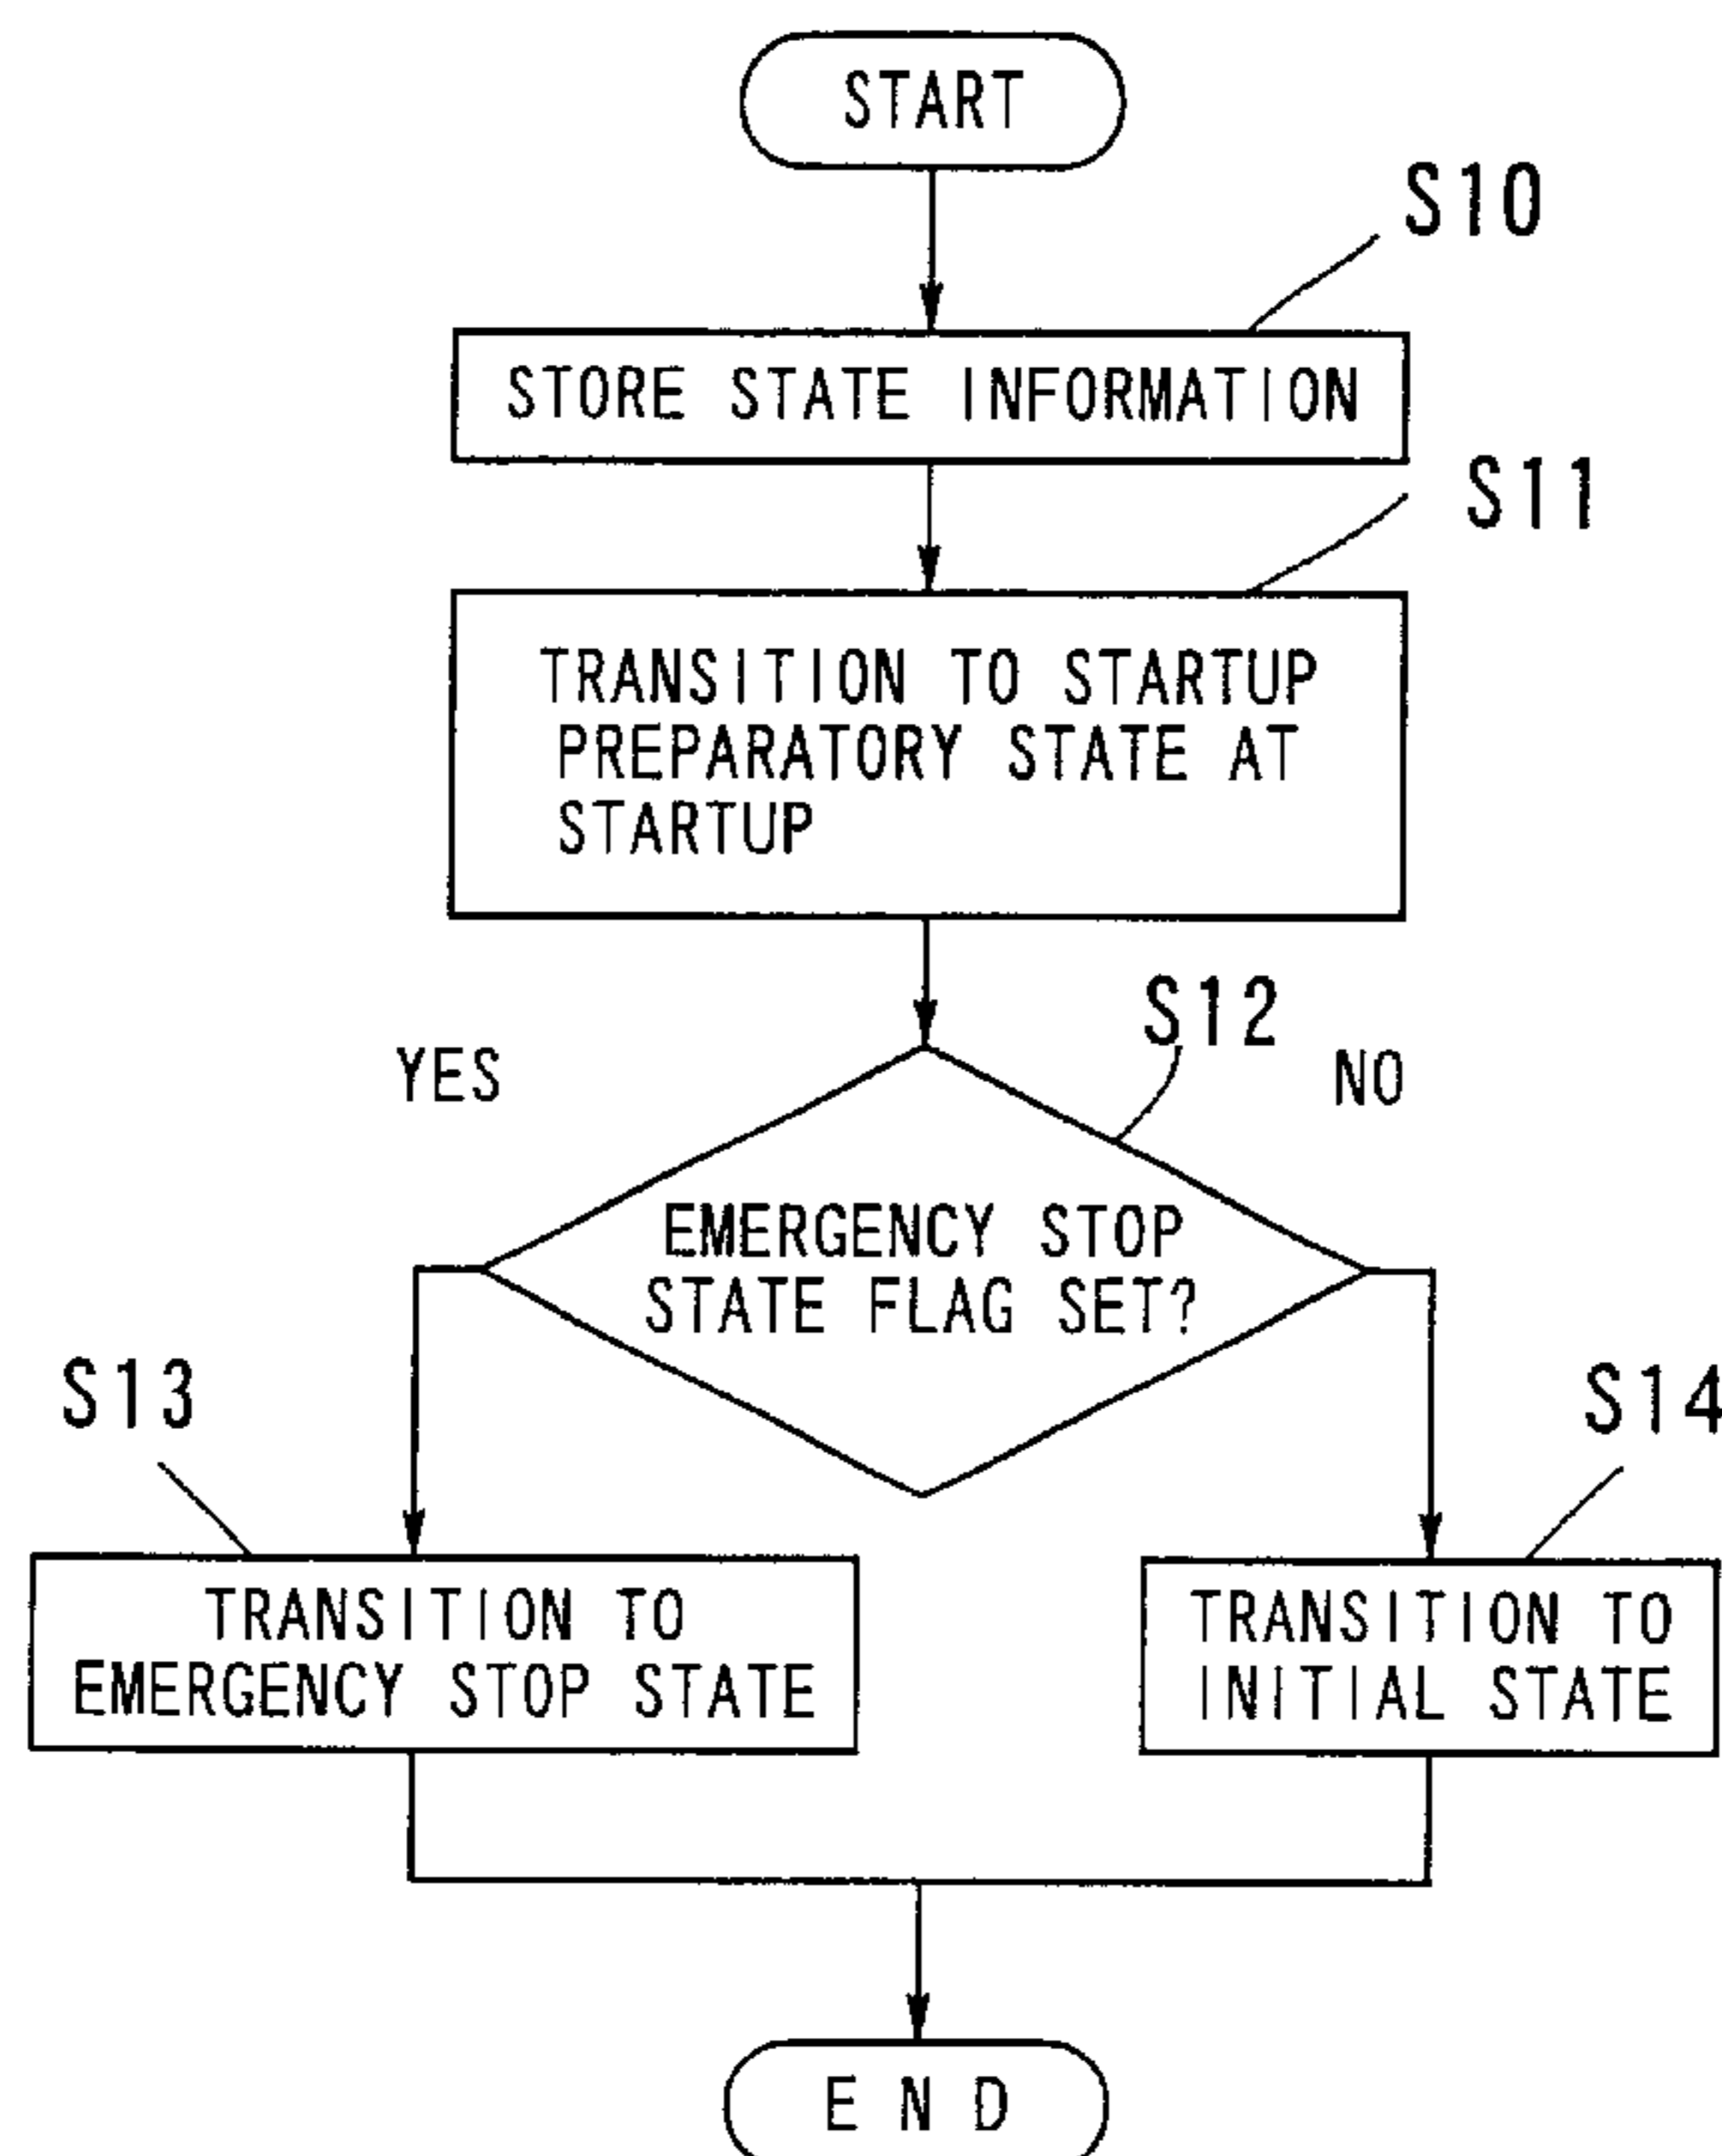 START
S10
STORE STATE INFORMATION
S11
TRANSITION TO STARTUP
PREPARATORY STATE AT
STARTUP
S12
YES
NO
EMERGENCY STOP
STATE FLAG SET?
S13
S14
TRANSITION TO
EMERGENCY STOP STATE
TRANSITION TO
INITIAL STATE
END